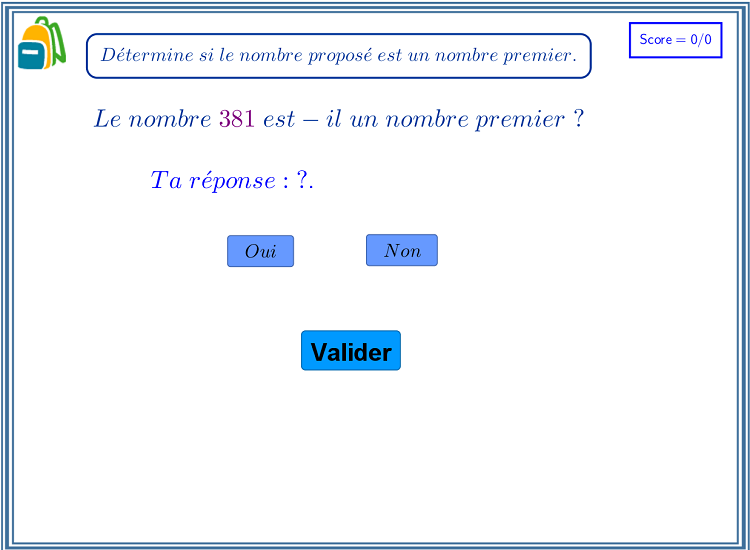 Détermine si le nombre proposé est un nombre premier.
Score = 0/0
Le nombre 381 est − il un nombre premier ?
Ta réponse : ?.
Oui Non
Valider